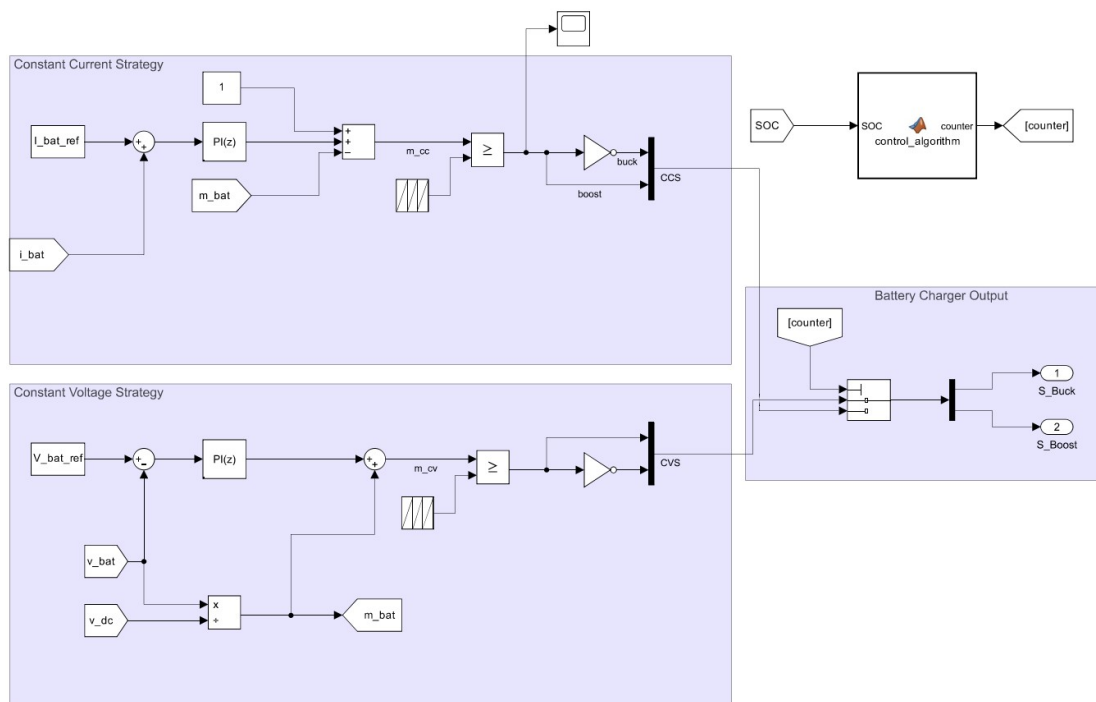 Constant Current Strategy
1
I_bat_ref
+
+
PI(z)
+
+
−
m_cc
≥
buck
boost
CCS
m_bat
i_bat
SOC
SOC
counter
control_algorithm
[counter]
Battery Charger Output
[counter]
1
S_Buck
2
S_Boost
Constant Voltage Strategy
V_bat_ref
+
−
PI(z)
+
+
m_cv
≥
CVS
v_bat
v_dc
x
÷
m_bat